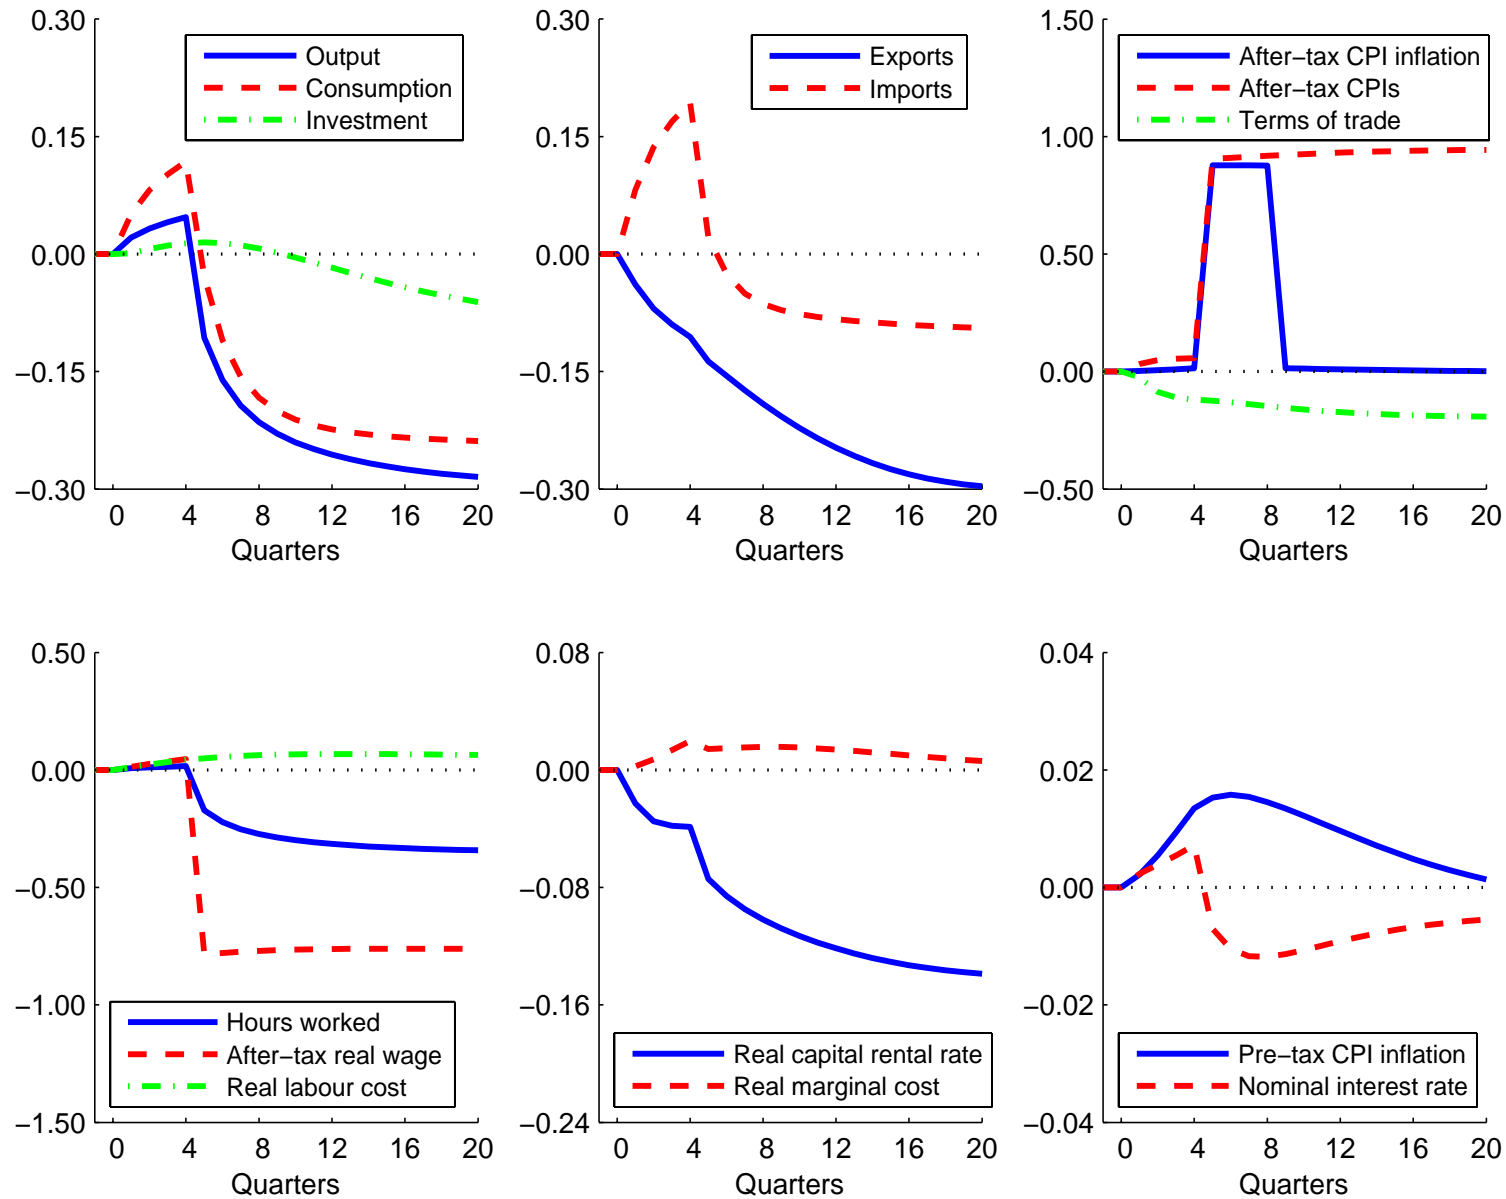 0.30
0.15
0.00
−0.15
−0.30
Output
Consumption
Investment
0 4 8 12 16 20
Quarters
0.30
0.15
0.00
−0.15
−0.30
Exports
Imports
0 4 8 12 16 20
Quarters
1.50
1.00
0.50
0.00
−0.50
After−tax CPI inflation
After−tax CPIs
Terms of trade
0 4 8 12 16 20
Quarters
0.50
0.00
−0.50
−1.00
−1.50
Hours worked
After−tax real wage
Real labour cost
0 4 8 12 16 20
Quarters
0.08
0.00
−0.08
−0.16
−0.24
Real capital rental rate
Real marginal cost
0 4 8 12 16 20
Quarters
0.04
0.02
0.00
−0.02
−0.04
Pre−tax CPI inflation
Nominal interest rate
0 4 8 12 16 20
Quarters